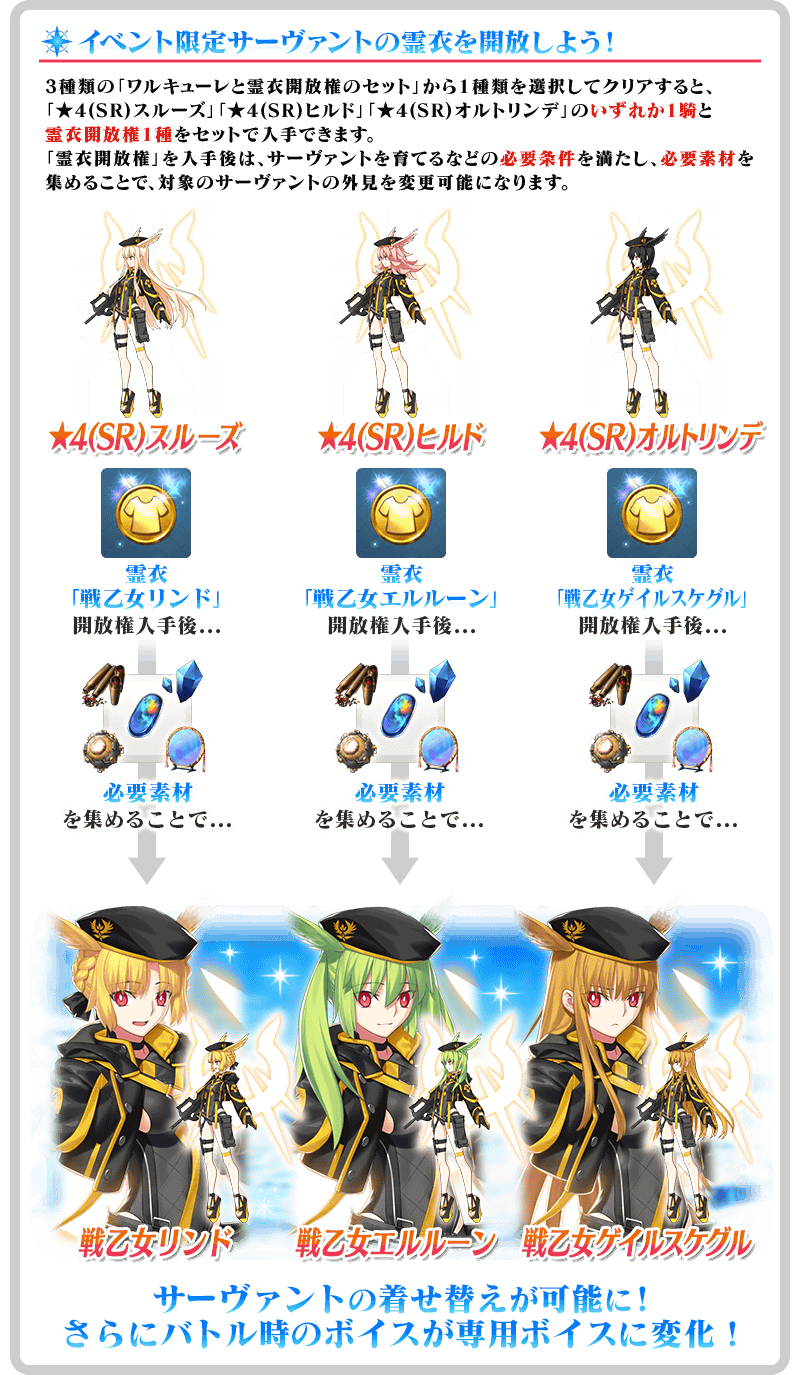 イベント限定サーヴァントの霊衣を開放しよう！
3種類の「ワルキューレと霊衣開放権のセット」から1種類を選択してクリアすると、
「★4(SR)スルーズ」「★4(SR)ヒルド」「★4(SR)オルトリンデ」のいずれか1騎と
霊衣開放権1種をセットで入手できます。
「霊衣開放権」を入手後は、サーヴァントを育てるなどの必要条件を満たし、必要素材を
集めることで、対象のサーヴァントの外見を変更可能になります。
★4(SR)スルーズ
★4(SR)ヒルド
★4(SR)オルトリンデ
霊衣
「戦乙女リンド」
開放権入手後…
霊衣
「戦乙女エルルーン」
開放権入手後…
霊衣
「戦乙女ゲイルスケグル」
開放権入手後…
必要素材
を集めることで…
必要素材
を集めることで…
必要素材
を集めることで…
戦乙女リンド
戦乙女エルルーン
戦乙女ゲイルスケグル
サーヴァントの着せ替えが可能に！
さらにバトル時のボイスが専用ボイスに変化！